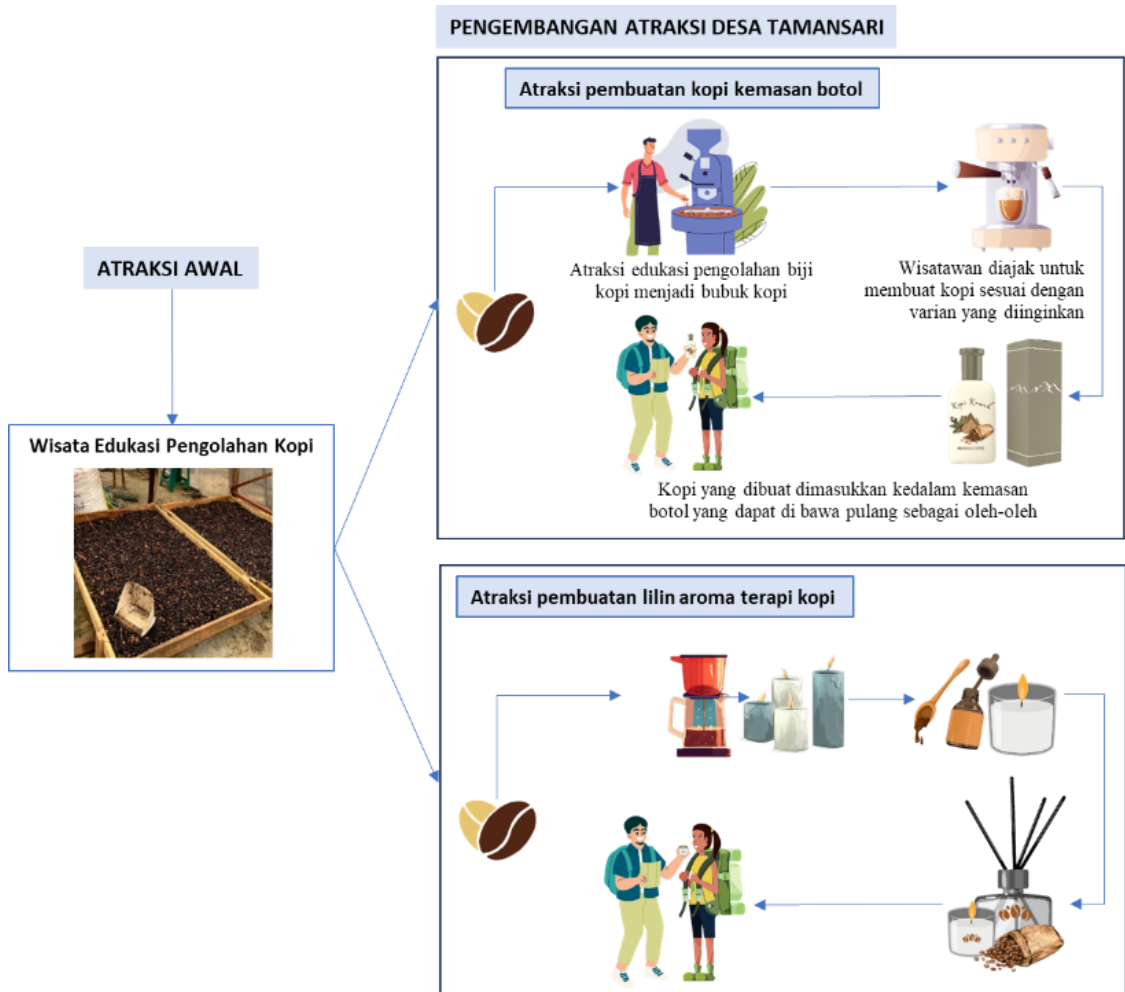 PENGEMBANGAN ATRAKSI DESA TAMANSARI
Atraksi pembuatan kopi kemasan botol
Atraksi edukasi pengolahan biji
kopi menjadi bubuk kopi
Wisatawan diajak untuk
membuat kopi sesuai dengan
varian yang diinginkan
ATRAKSI AWAL
Wisata Edukasi Pengolahan Kopi
Kopi yang dibuat dimasukkan kedalam kemasan
botol yang dapat di bawa pulang sebagai oleh-oleh
Atraksi pembuatan lilin aroma terapi kopi